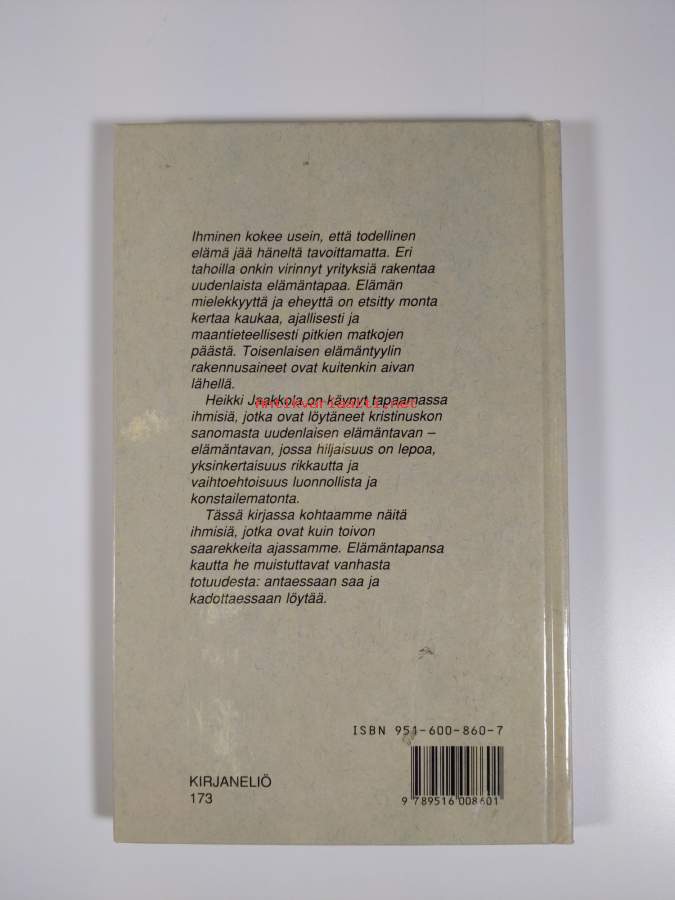 Ihminen kokee usein, että todellinen
elämä jää häneltä tavoittamatta. Eri
tahoilla onkin virinnyt yrityksiä rakentaa
uudenlaista elämäntapaa. Elämän
mielekkyyttä ja eheyttä on etsitty monta
kertaa kaukaa, ajallisesti ja
maantieteellisesti pitkien matkojen
päästä. Toisenlaisen elämäntyylin
rakennusaineet ovat kuitenkin aivan
lähellä.
Heikki Jaakkola on käynyt tapaamassa
Antikvariaatti.net
ihmisiä, jotka ovat löytäneet kristinuskon
sanomasta uudenlaisen elämäntavan –
elämäntavan, jossa hiljaisuus on lepoa,
yksinkertaisuus rikkautta ja
vaihtoehtoisuus luonnollista ja
konstailematonta.
Tässä kirjassa kohtaamme näitä
ihmisiä, jotka ovat kuin toivon
saarekkeita ajassamme. Elämäntapansa
kautta he muistuttavat vanhasta
totuudesta: antaessaan saa ja
kadottaessaan löytää.
ISBN 951-600-860-7
KIRJANELIÖ
173
9 789516 008601